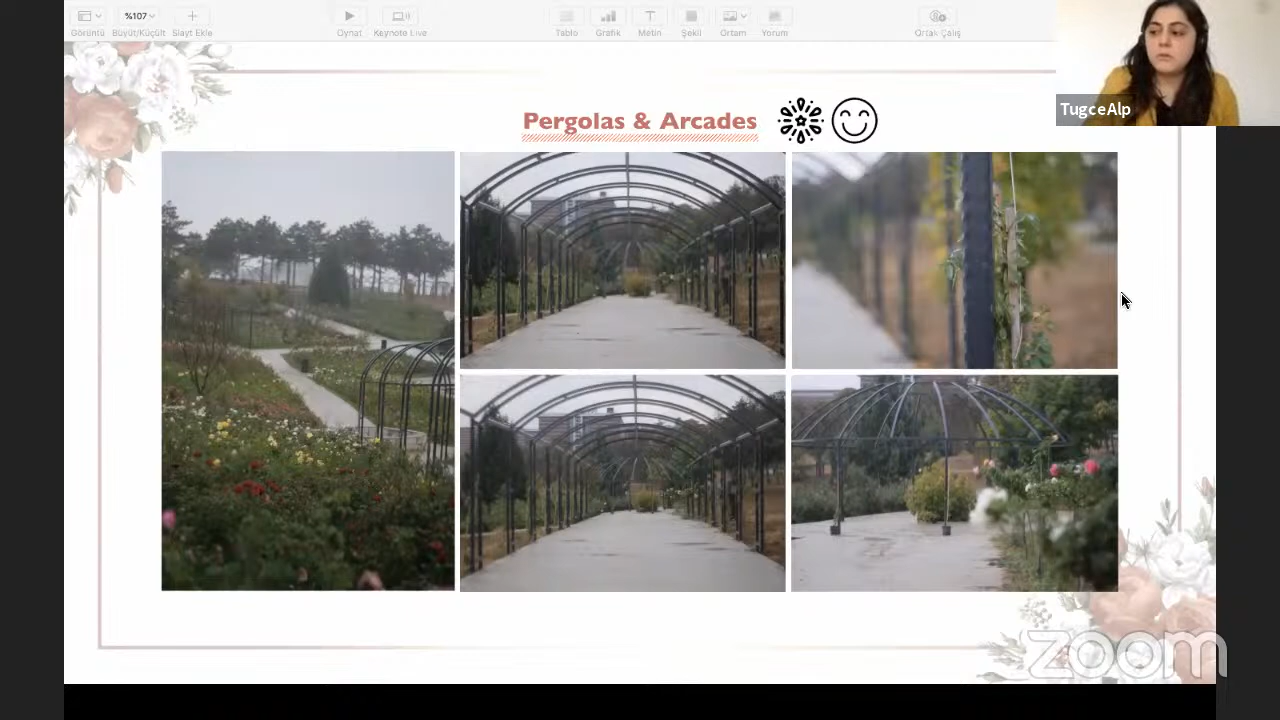 %107
Görüntü
Büyüt/Küçült
Slayt Ekle
Oynat
Keynote Live
Tablo
Grafik
Metin
Şekil
Ortam
Yorum
Ortak Çalış
TugceAlp
Pergolas & Arcades
zoom